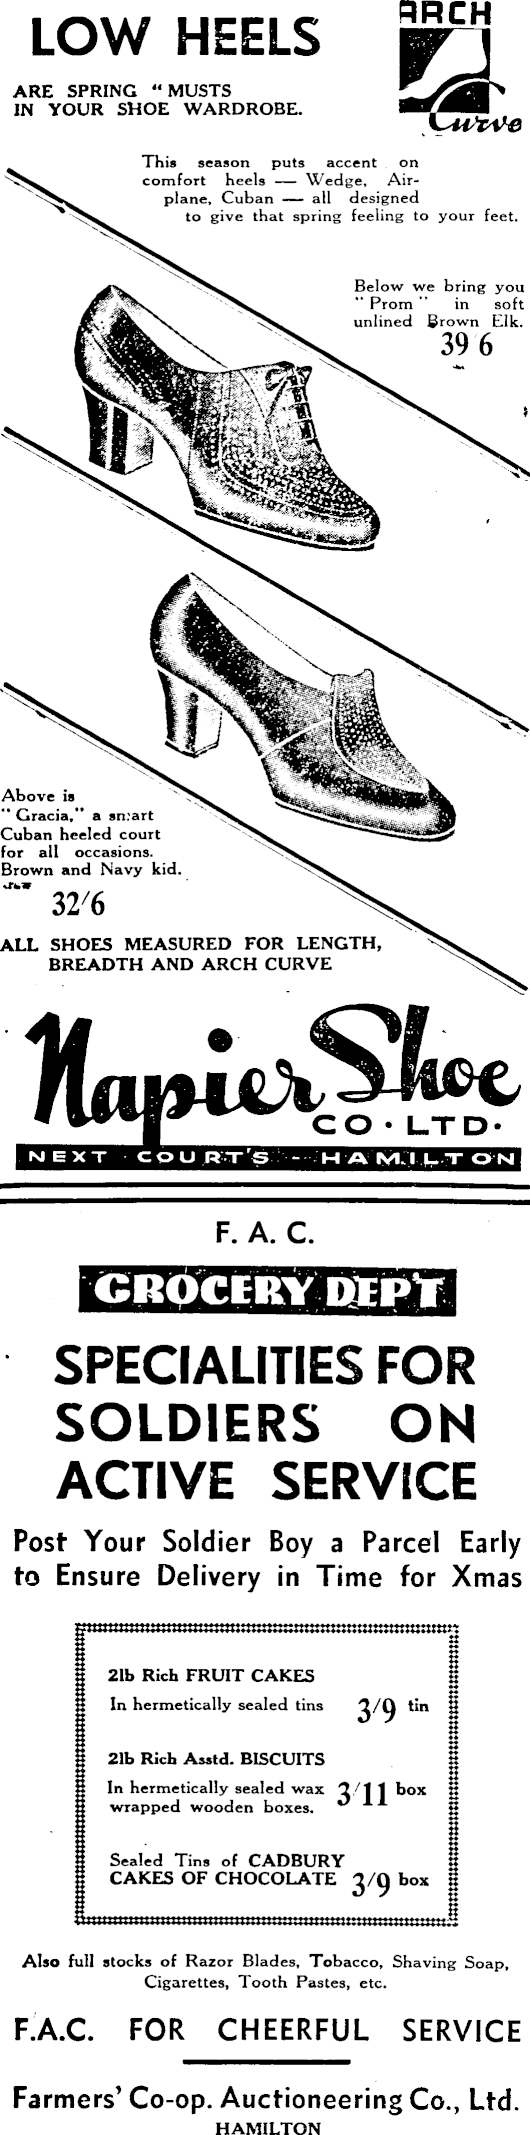 LOW HEELS
ARE SPRING "MUSTS
IN YOUR SHOE WARDROBE.
ARCH
Curve
This season puts accent on
comfort heels — Wedge, Air-
plane, Cuban — all designed
to give that spring feeling to your feet.
Below we bring you
"Prom" in soft
unlined Brown Elk.
39 6
Above is
"Gracia," a smart
Cuban heeled court
for all occasions.
Brown and Navy kid.
32/6
ALL SHOES MEASURED FOR LENGTH,
BREADTH AND ARCH CURVE
Napier Shoe
CO·LTD·
NEXT COURT'S - HAMILTON
F. A. C.
GROCERY DEP'T
SPECIALITIES FOR
SOLDIERS ON
ACTIVE SERVICE
Post Your Soldier Boy a Parcel Early
to Ensure Delivery in Time for Xmas
2lb Rich FRUIT CAKES
In hermetically sealed tins 3/9 tin
2lb Rich Asstd. BISCUITS
In hermetically sealed wax
wrapped wooden boxes. 3/11 box
Sealed Tins of CADBURY
CAKES OF CHOCOLATE 3/9 box
Also full stocks of Razor Blades, Tobacco, Shaving Soap,
Cigarettes, Tooth Pastes, etc.
F.A.C. FOR CHEERFUL SERVICE
Farmers' Co-op. Auctioneering Co., Ltd.
HAMILTON